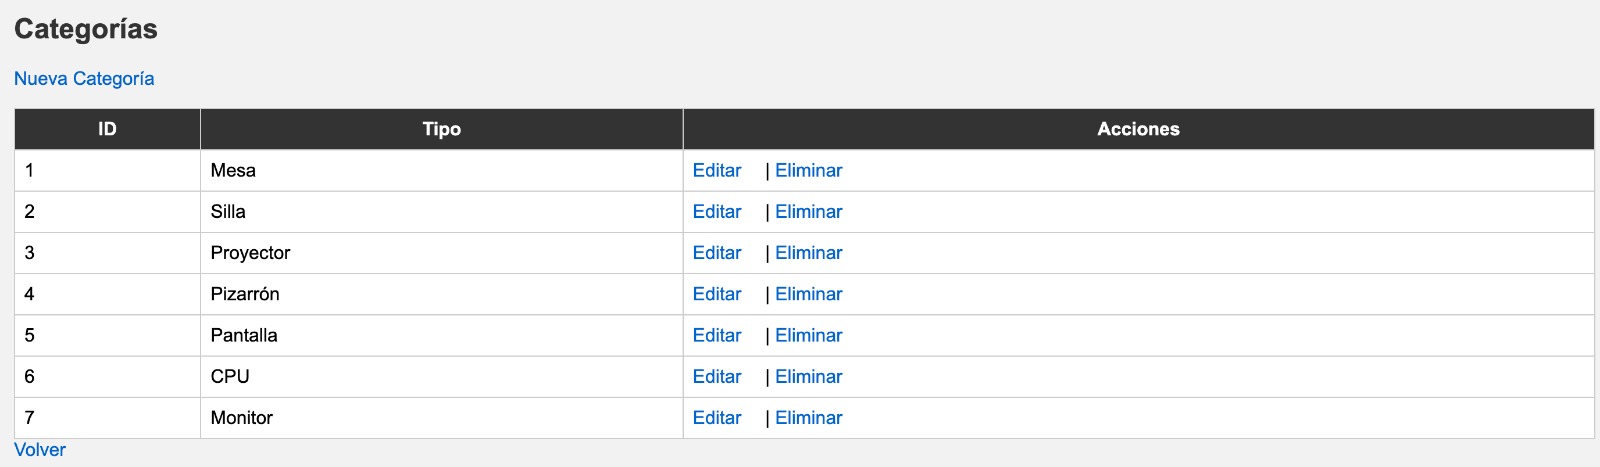 Categorías
Nueva Categoría
ID Tipo Acciones
1 Mesa Editar | Eliminar
2 Silla Editar | Eliminar
3 Proyector Editar | Eliminar
4 Pizarrón Editar | Eliminar
5 Pantalla Editar | Eliminar
6 CPU Editar | Eliminar
7 Monitor Editar | Eliminar
Volver